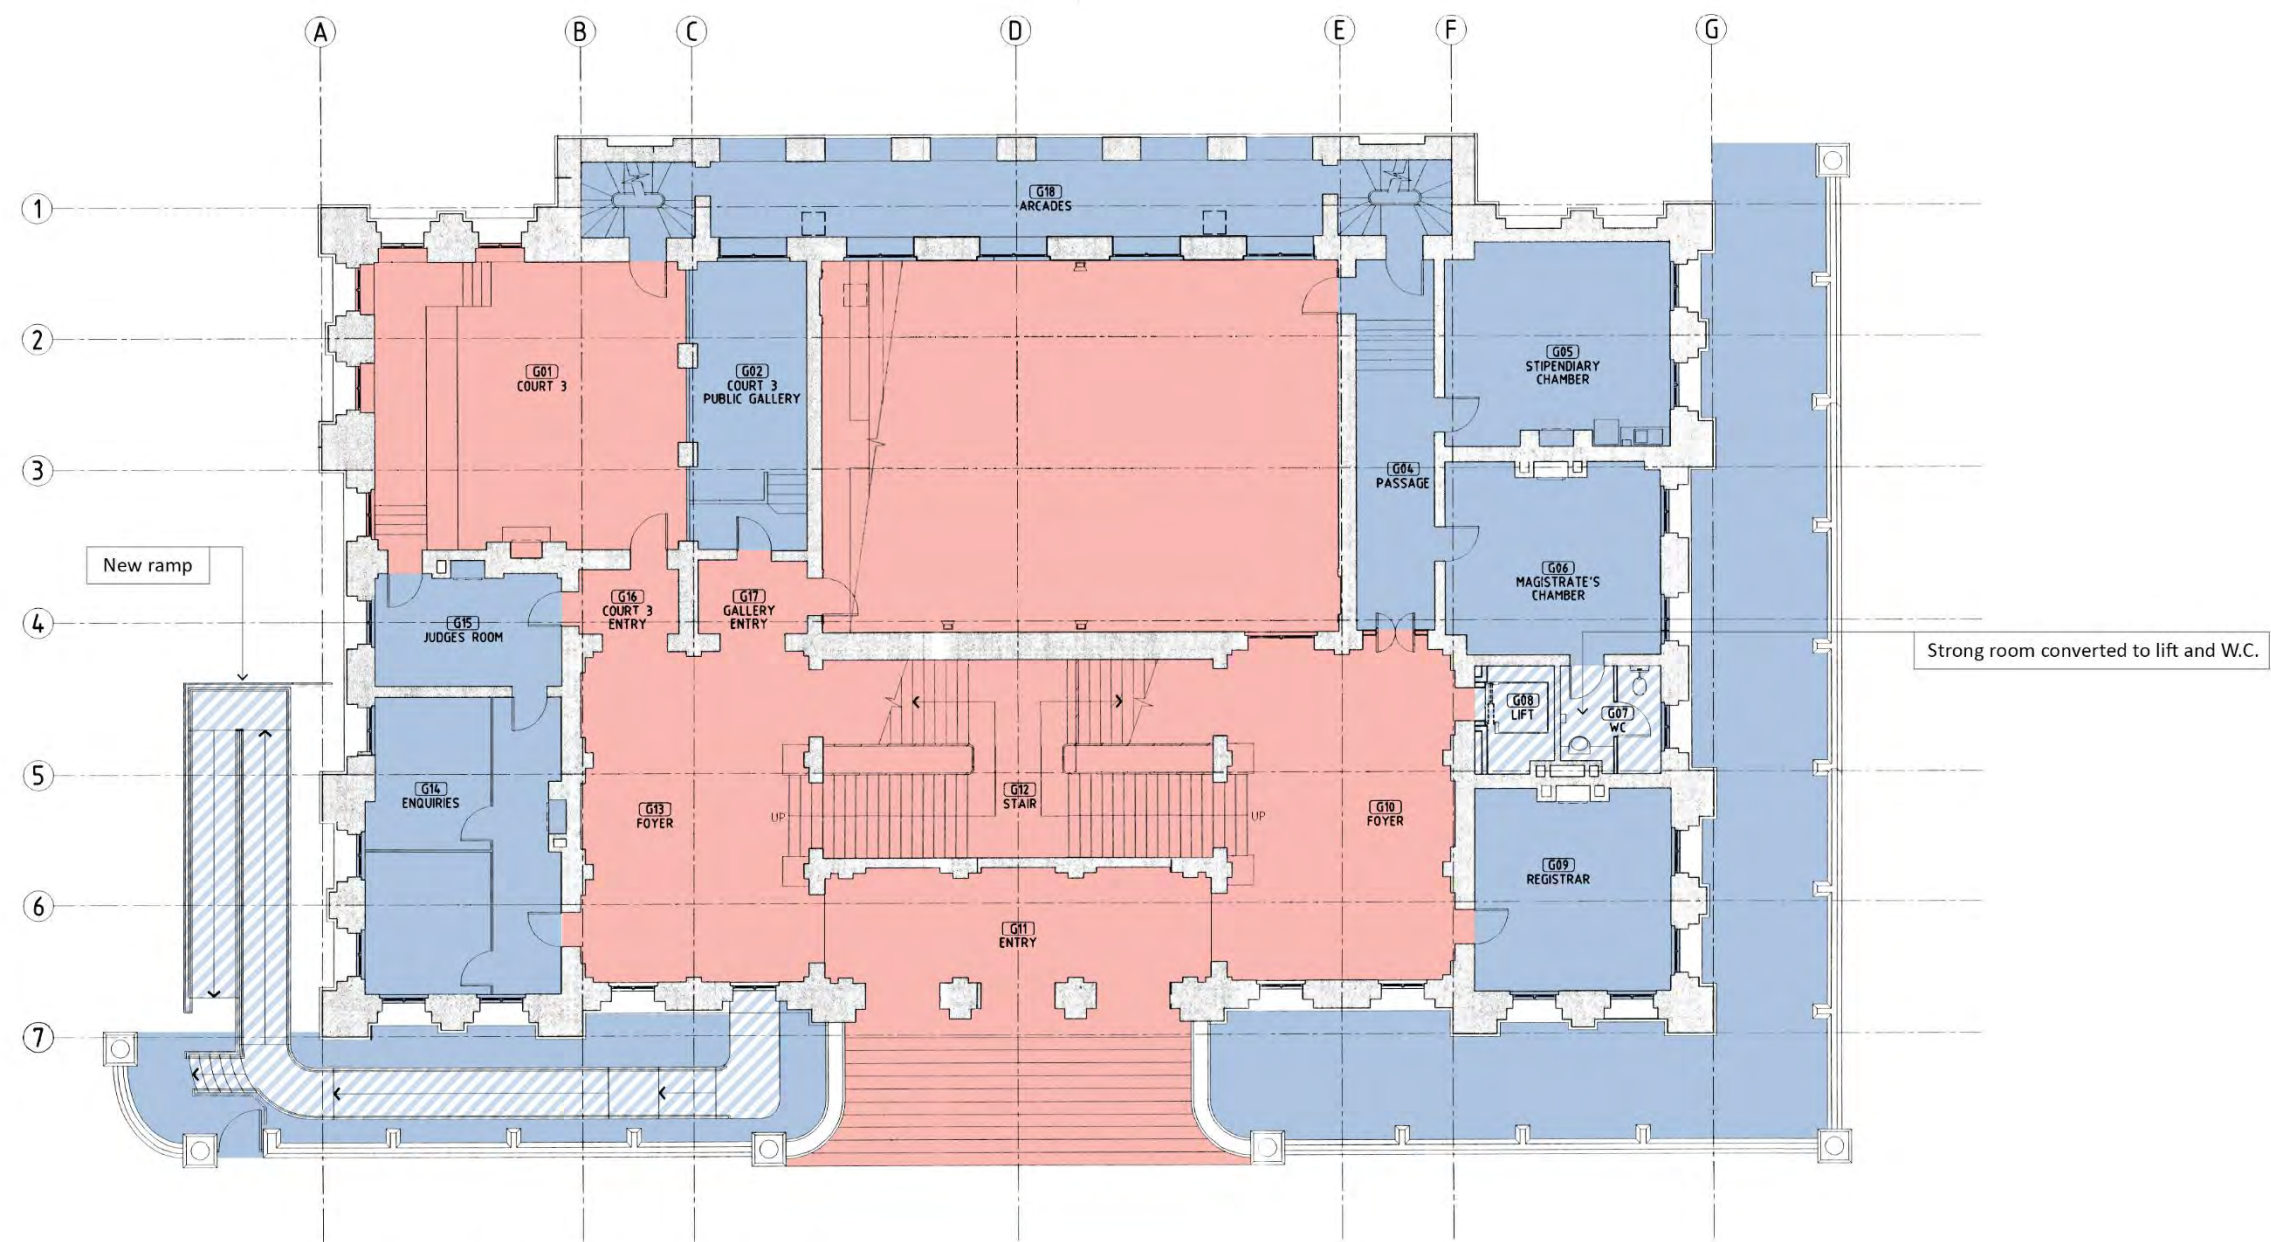 A
B
C
D
E
F
G
1
G18
ARCADES
2
G01
COURT 3
G02
COURT 3
PUBLIC GALLERY
G05
STIPENDIARY
CHAMBER
3
G04
PASSAGE
New ramp
G06
MAGISTRATE'S
CHAMBER
G16
COURT 3
ENTRY
G17
GALLERY
ENTRY
4
G15
JUDGES ROOM
Strong room converted to lift and W.C.
G08
LIFT
G07
WC
5
G14
ENQUIRIES
G13
FOYER
UP
G12
STAIR
UP
G10
FOYER
G09
REGISTRAR
6
G11
ENTRY
7